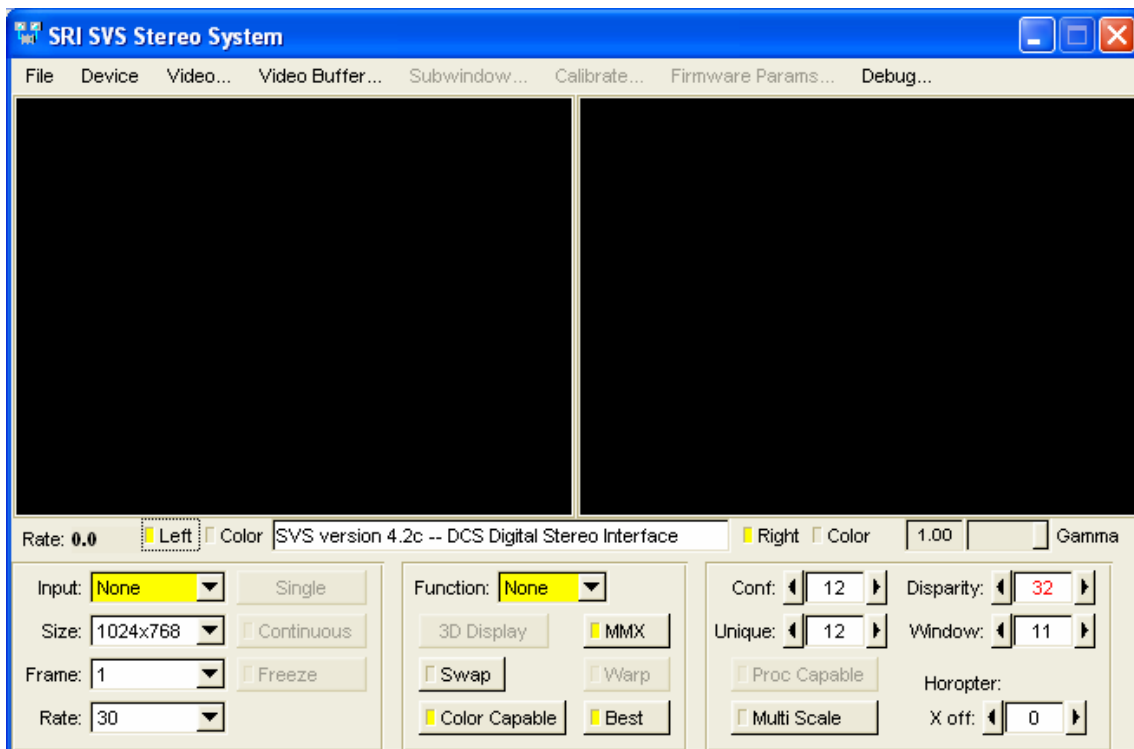 SRI SVS Stereo System
File Device Video... Video Buffer... Subwindow... Calibrate... Firmware Params... Debug...
Rate: 0.0 Left Color SVS version 4.2c -- DCS Digital Stereo Interface Right Color 1.00 Gamma
Input: None Single Function: None Conf: 12 Disparity: 32
Size: 1024x768 Continuous 3D Display MMX Unique: 12 Window: 11
Frame: 1 Freeze Swap Warp Proc Capable Horopter:
Rate: 30 Color Capable Best Multi Scale X off: 0